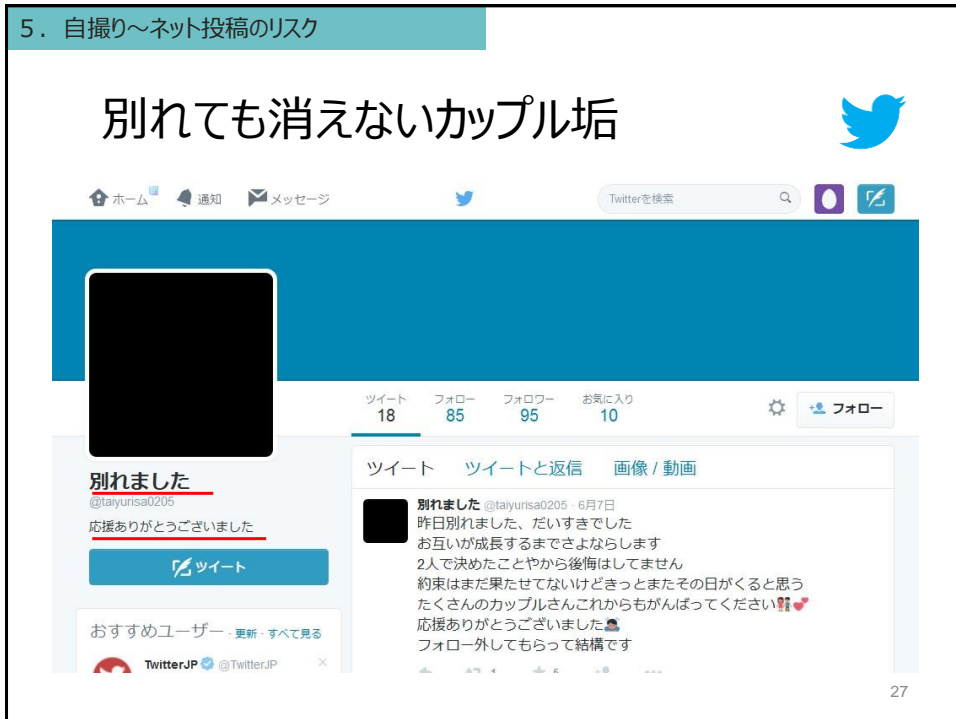 5．自撮り～ネット投稿のリスク
別れても消えないカップル垢
ホーム 通知 メッセージ Twitterを検索
ツイート フォロー フォロワー お気に入り
18 85 95 10
フォロー
別れました
@taiyurisa0205
応援ありがとうございました
ツイート
おすすめユーザー · 更新 · すべて見る
TwitterJP @TwitterJP ×
ツイート ツイートと返信 画像 / 動画
別れました @taiyurisa0205 · 6月7日
昨日別れました、だいすきでした
お互いが成長するまでさよならします
2人で決めたことやから後悔はしてません
約束はまだ果たせてないけどきっとまたその日がくると思う
たくさんのカップルさんこれからもがんばってください👫💕
応援ありがとうございました🙇
フォロー外してもらって結構です
27